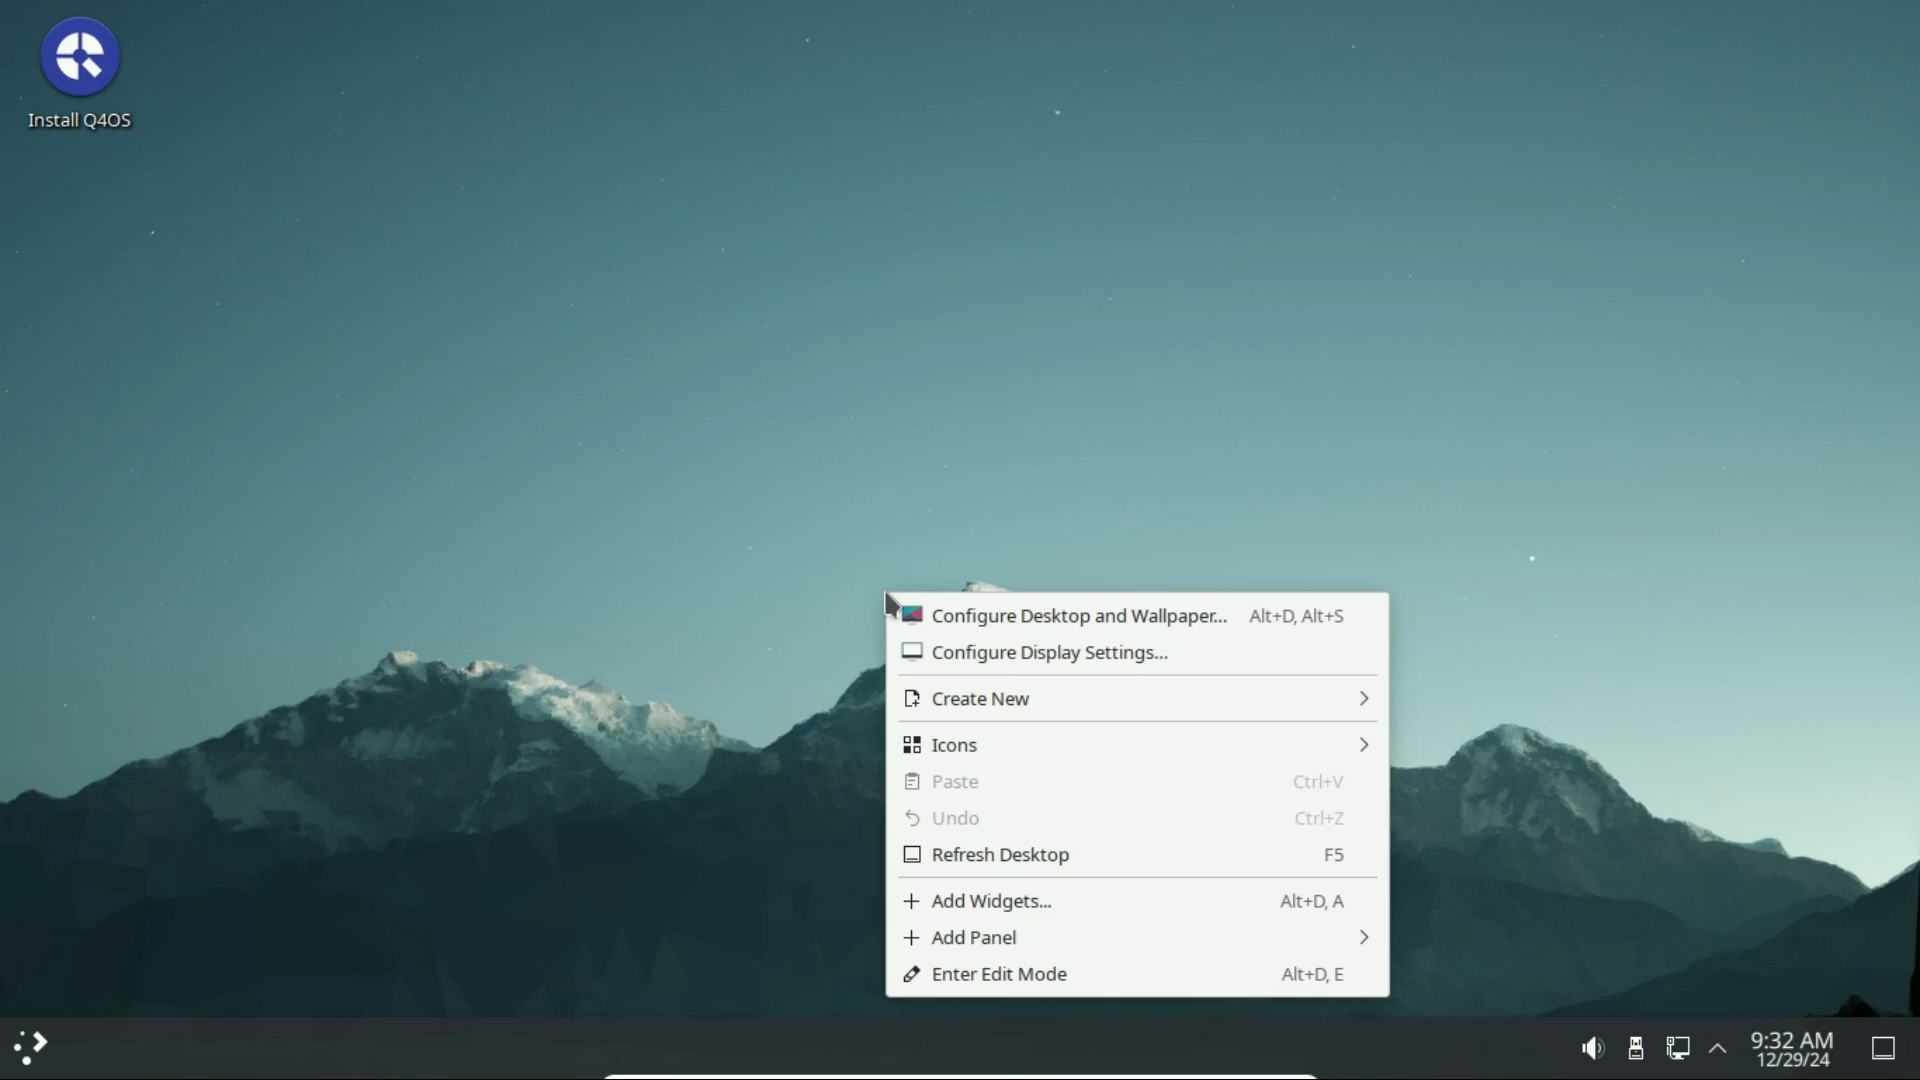 Install Q4OS
Configure Desktop and Wallpaper... Alt+D, Alt+S
Configure Display Settings...
Create New
Icons
Paste Ctrl+V
Undo Ctrl+Z
Refresh Desktop F5
Add Widgets... Alt+D, A
Add Panel
Enter Edit Mode Alt+D, E
9:32 AM
12/29/24